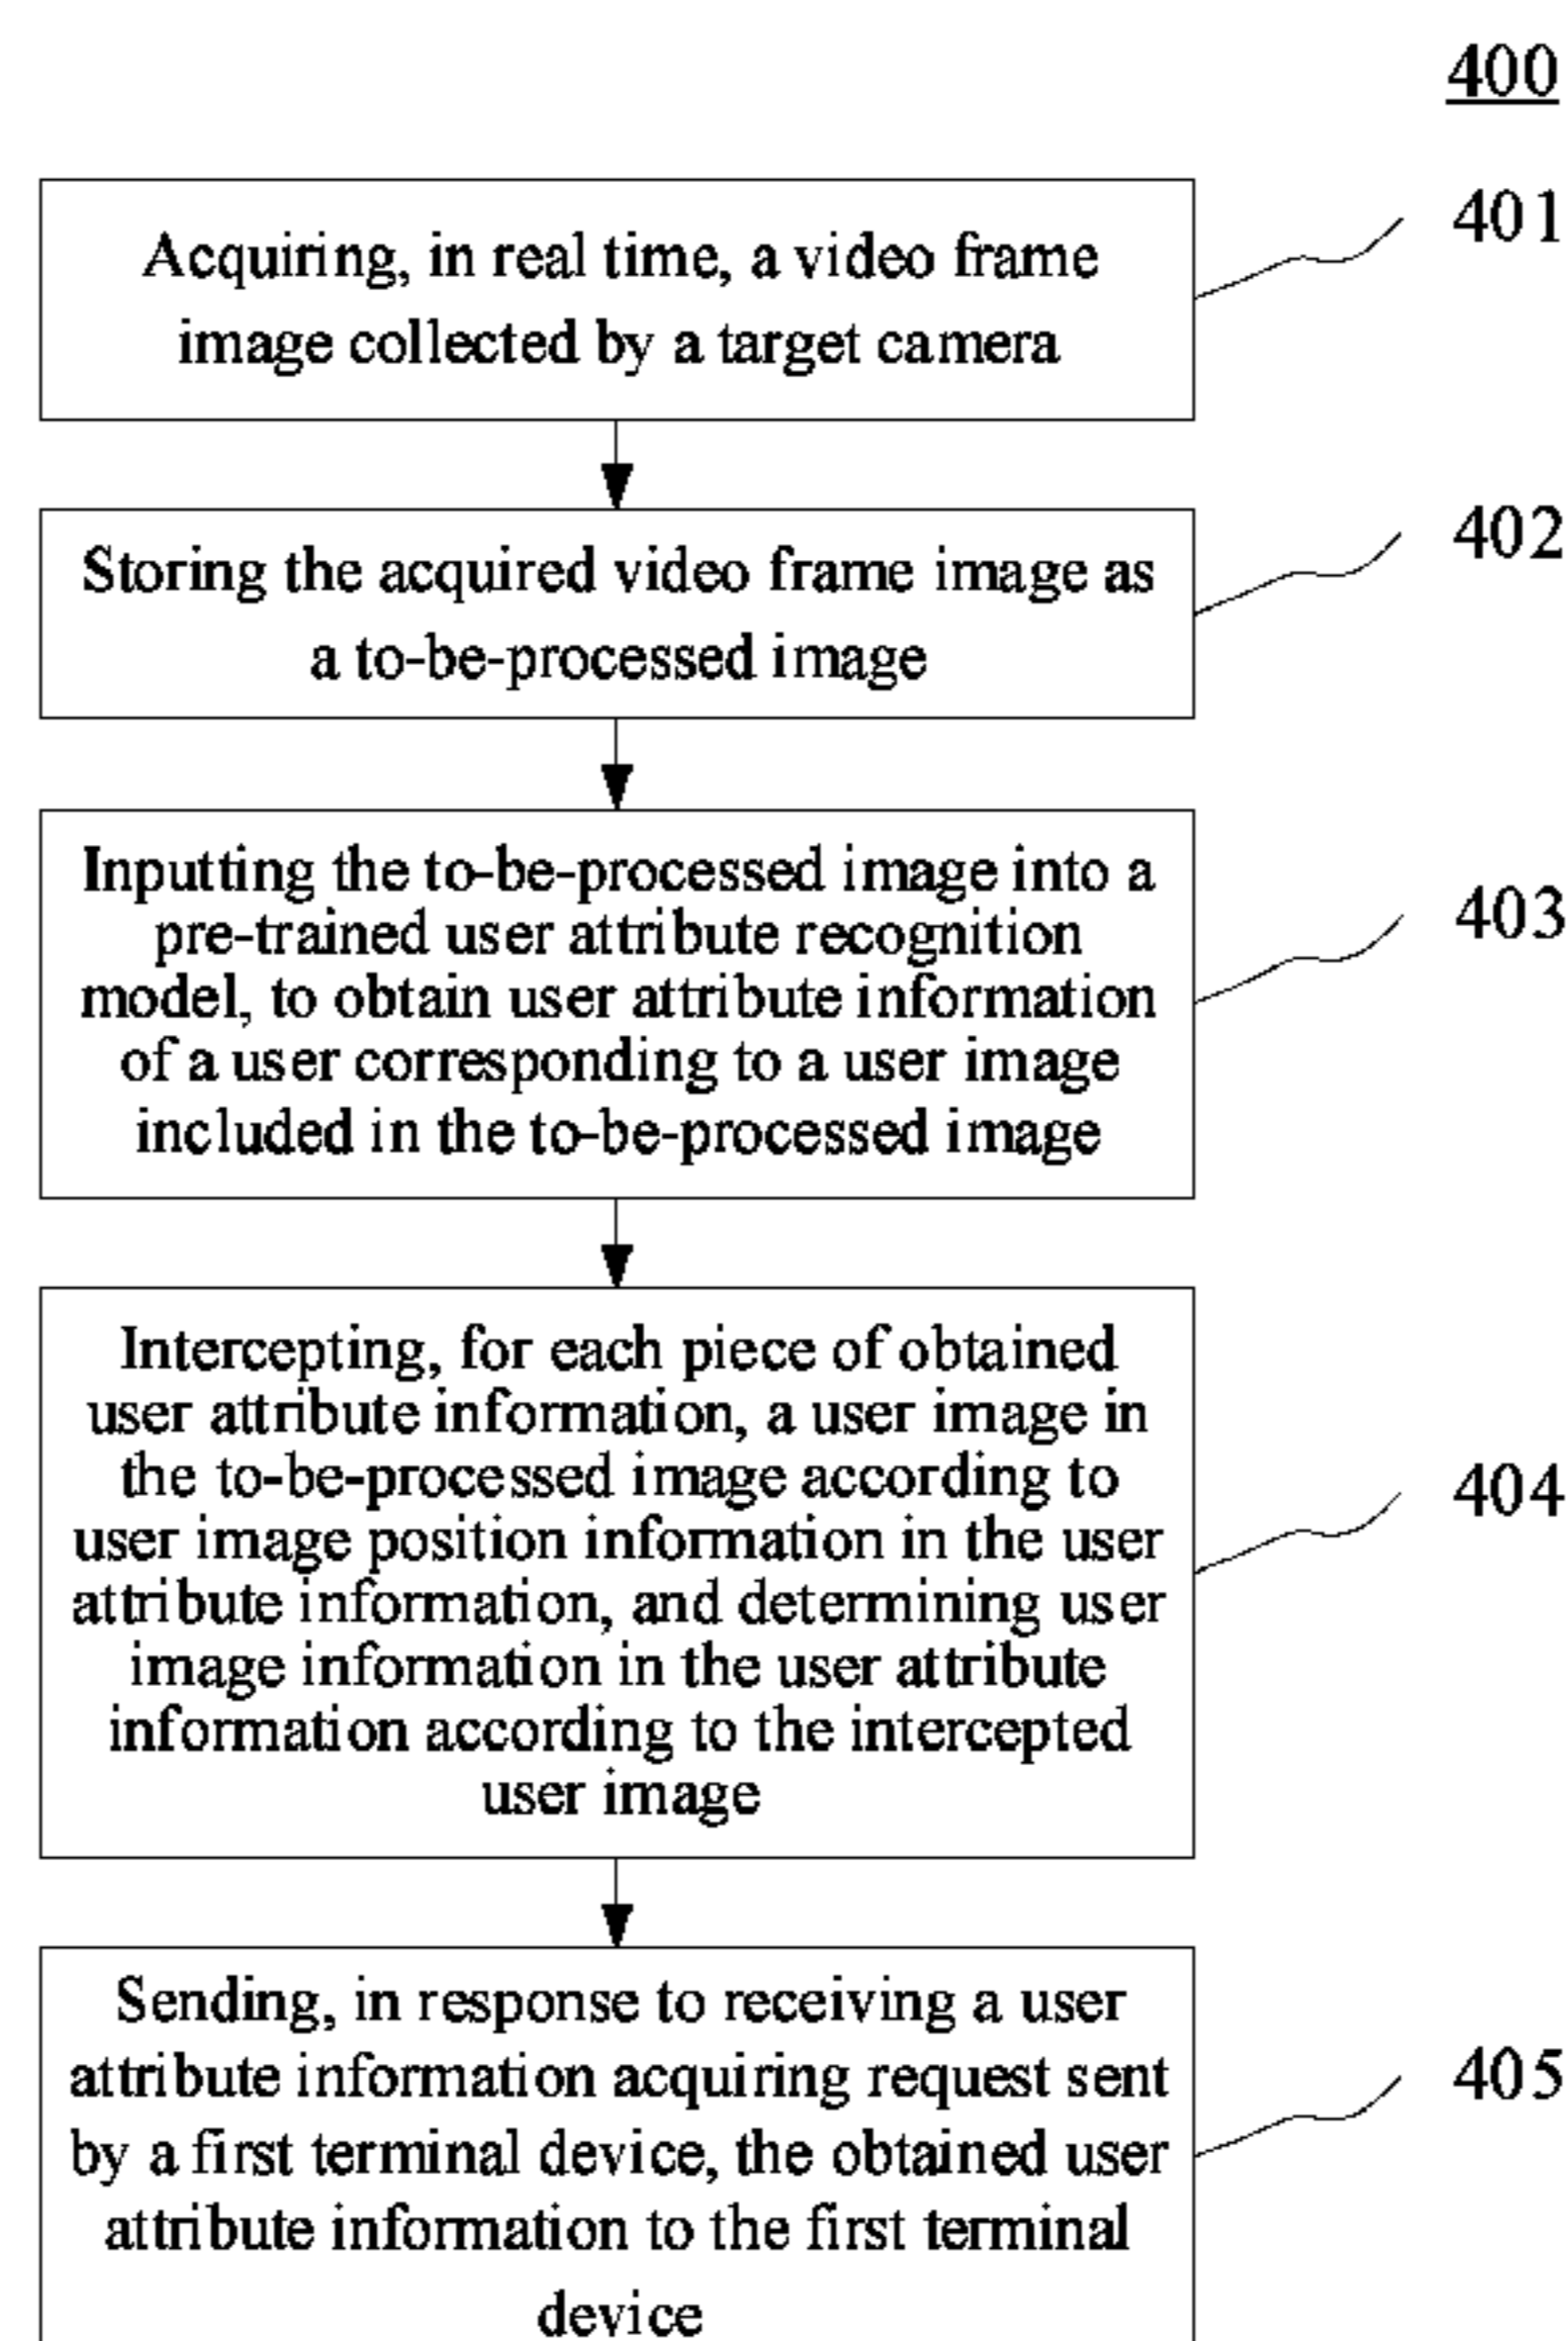 400
401
Acquiring, in real time, a video frame
image collected by a target camera
402
Storing the acquired video frame image as
a to-be-processed image
403
Inputting the to-be-processed image into a
pre-trained user attribute recognition
model, to obtain user attribute information
of a user corresponding to a user image
included in the to-be-processed image
404
Intercepting, for each piece of obtained
user attribute information, a user image in
the to-be-processed image according to
user image position information in the user
attribute information, and determining user
image information in the user attribute
information according to the intercepted
user image
405
Sending, in response to receiving a user
attribute information acquiring request sent
by a first terminal device, the obtained user
attribute information to the first terminal
device